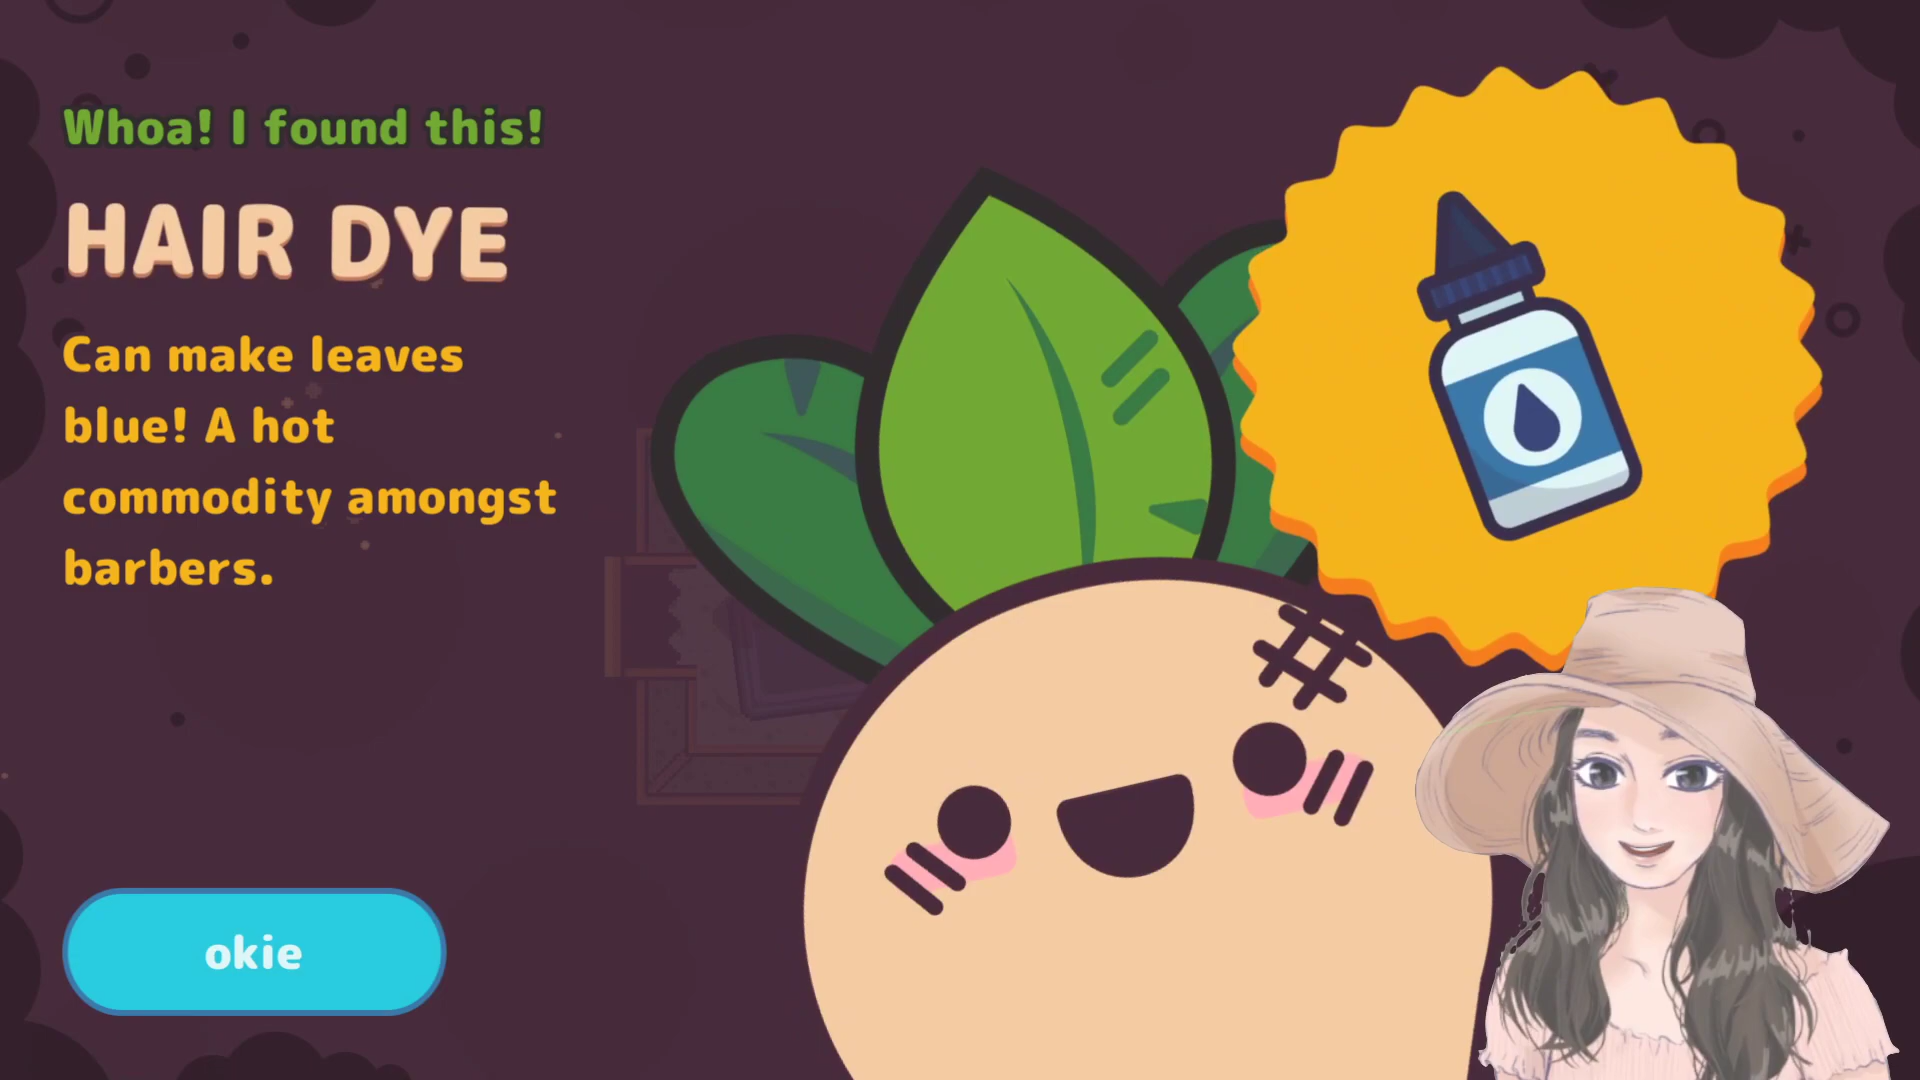 Whoa! I found this!
HAIR DYE
Can make leaves
blue! A hot
commodity amongst
barbers.
okie